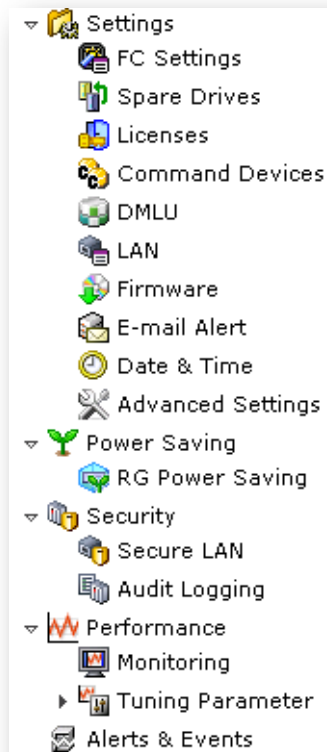 Settings
FC Settings
Spare Drives
Licenses
Command Devices
DMLU
LAN
Firmware
E-mail Alert
Date & Time
Advanced Settings
Power Saving
RG Power Saving
Security
Secure LAN
Audit Logging
Performance
Monitoring
Tuning Parameter
Alerts & Events